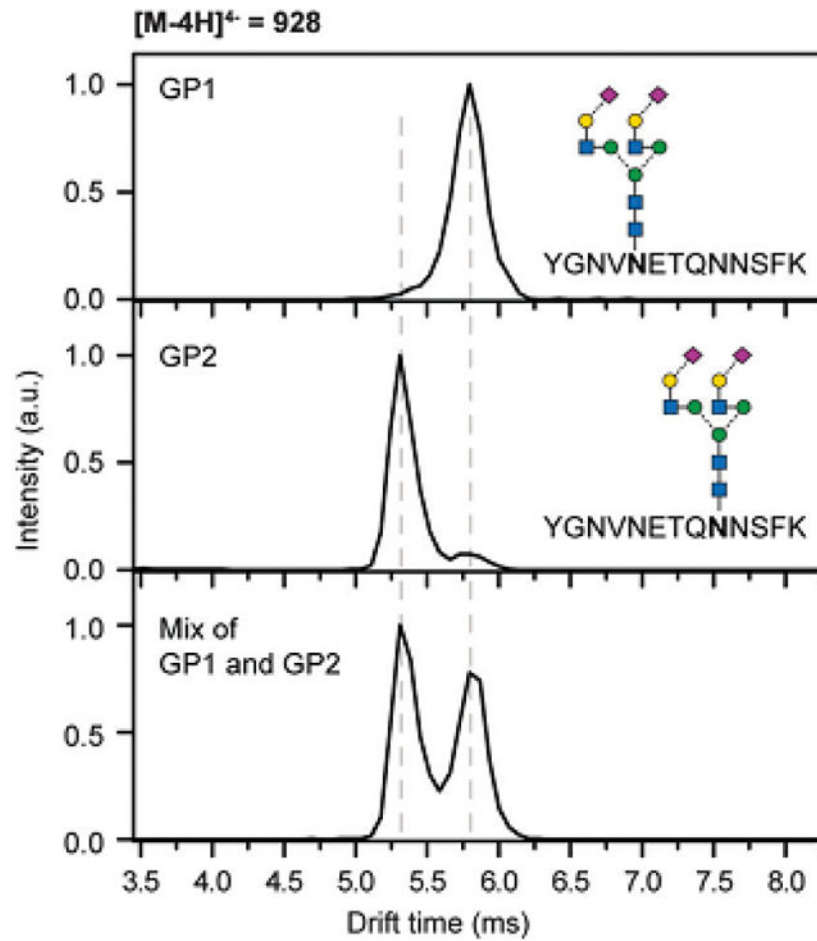 [M-4H]⁴⁻ = 928
GP1
YGNVNETQNNSFK
1.0
0.5
0.0
GP2
YGNVNETQNNSFK
1.0
0.5
0.0
Mix of
GP1 and GP2
1.0
0.5
0.0
Intensity (a.u.)
3.5 4.0 4.5 5.0 5.5 6.0 6.5 7.0 7.5 8.0
Drift time (ms)